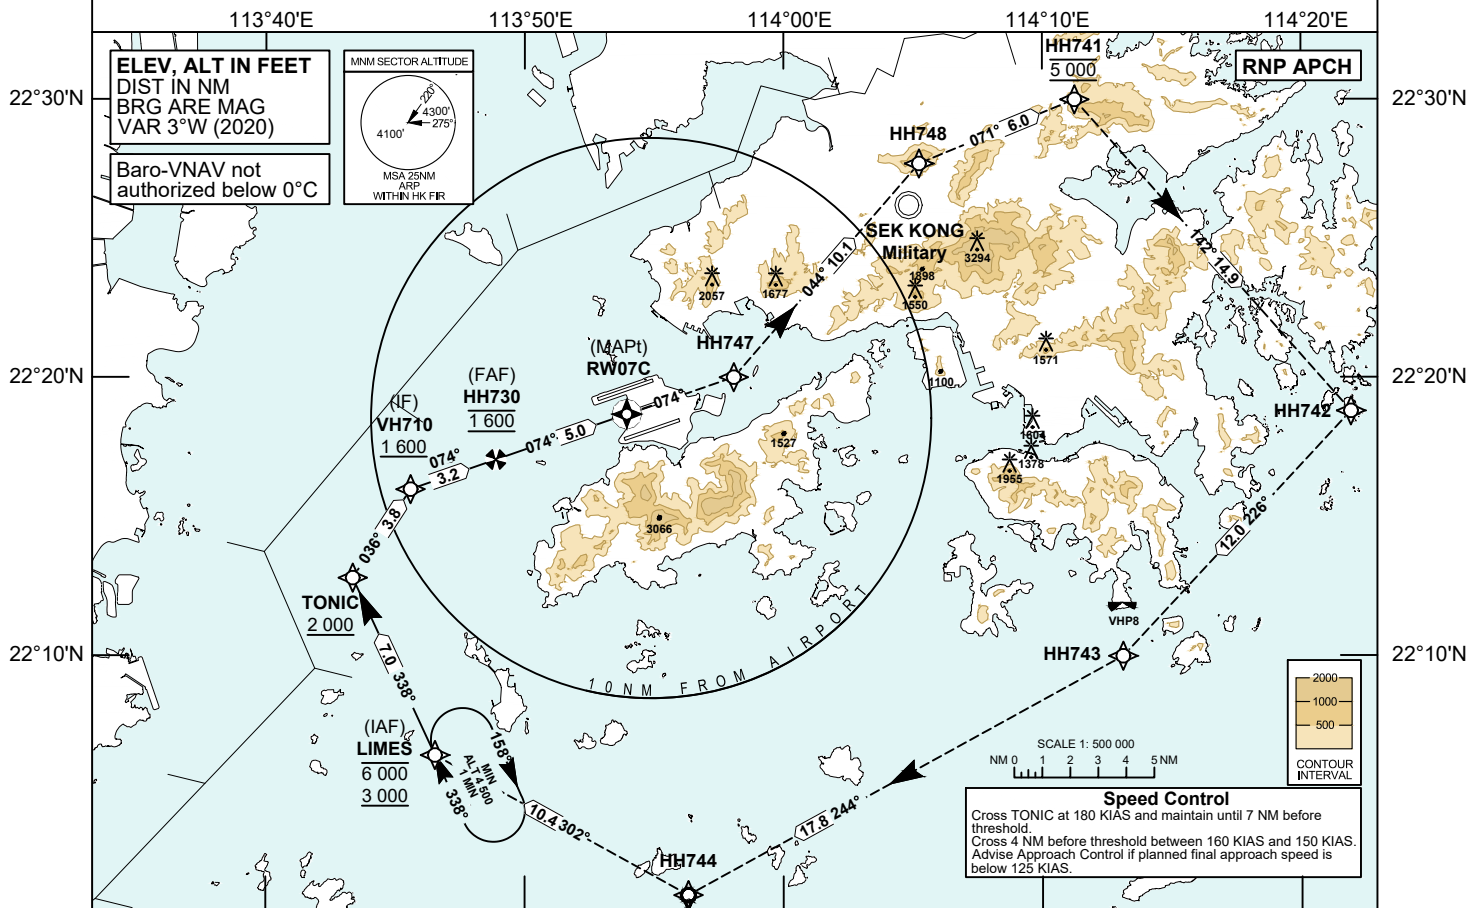 113°40'E
113°50'E
114°00'E
114°10'E
114°20'E
ELEV, ALT IN FEET
DIST IN NM
BRG ARE MAG
VAR 3°W (2020)
Baro-VNAV not
authorized below 0°C
MNM SECTOR ALTITUDE
220°
4300'
275°
4100'
MSA 25NM
ARP
WITHIN HK FIR
RNP APCH
22°30'N
22°30'N
HH741
5 000
071° 6.0
HH748
SEK KONG
Military
044° 10.1
142° 14.9
3294
1898
1550
2057
1677
HH747
(MAPt)
RW07C
22°20'N
22°20'N
1571
1100
(FAF)
HH730
1 600
(IF)
VH710
1 600
074°
074° 5.0
074°
3.2
HH742
1527
1604
1378
1955
3066
036° 3.8
12.0 226°
TONIC
2 000
VHP8
10NM FROM AIRPORT
22°10'N
22°10'N
7.0 338°
HH743
2000
1000
500
CONTOUR
INTERVAL
(IAF)
LIMES
6 000
3 000
158°
MIN
ALT 4 500
1 MIN
338°
10.4 302°
17.8 244°
SCALE 1: 500 000
NM 0 1 2 3 4 5 NM
HH744
Speed Control
Cross TONIC at 180 KIAS and maintain until 7 NM before
threshold.
Cross 4 NM before threshold between 160 KIAS and 150 KIAS.
Advise Approach Control if planned final approach speed is
below 125 KIAS.